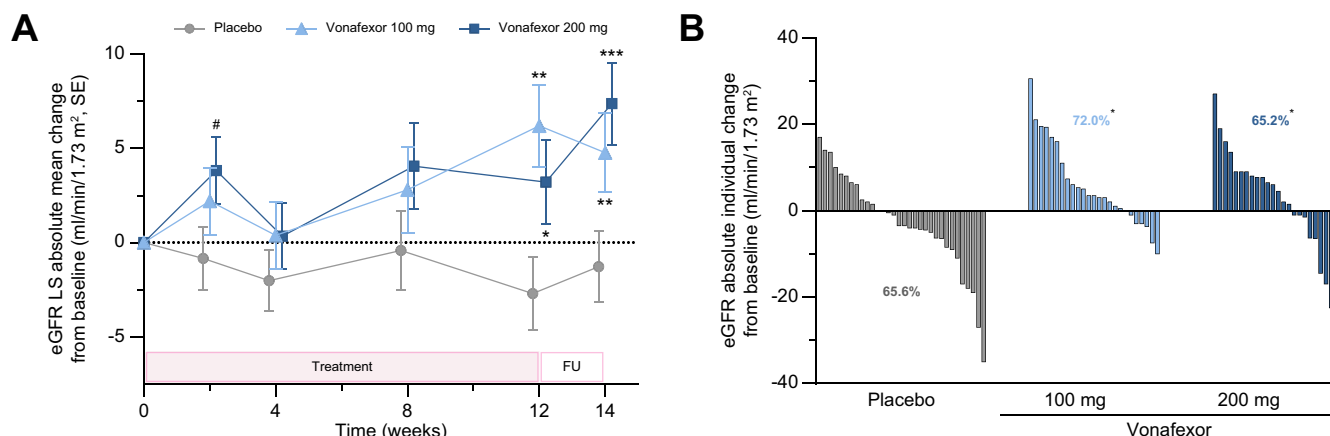 A
Placebo
Vonafexor 100 mg
Vonafexor 200 mg
eGFR LS absolute mean change
from baseline (ml/min/1.73 m², SE)
10
5
0
-5
#
**
***
*
**
Treatment
FU
0
4
8
12
14
Time (weeks)
B
eGFR absolute individual change
from baseline (ml/min/1.73 m²)
40
20
0
-20
-40
65.6%
72.0%*
65.2%*
Placebo
100 mg
200 mg
Vonafexor